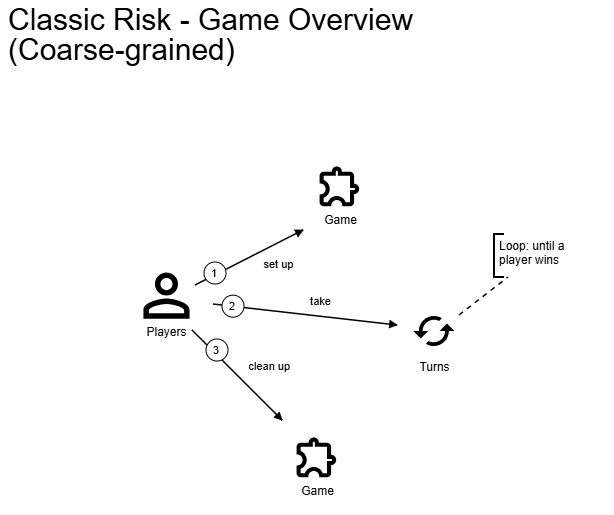 Classic Risk - Game Overview
(Coarse-grained)
Game
1
set up
Loop: until a
player wins
2
take
Players
Turns
3
clean up
Game